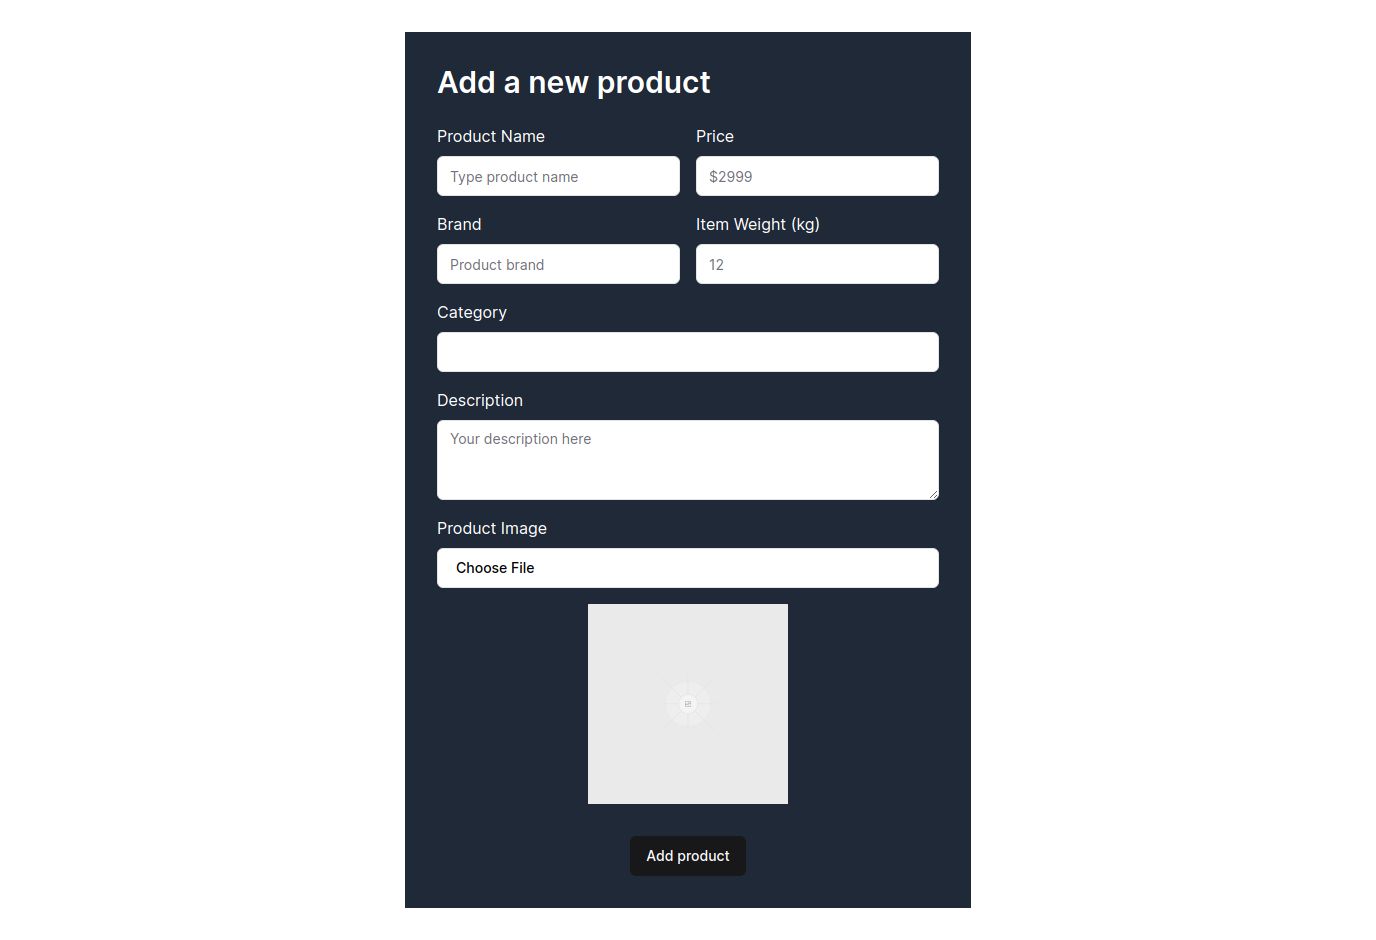 Add a new product
Product Name
Price
Type product name
$2999
Brand
Item Weight (kg)
Product brand
12
Category
Description
Your description here
Product Image
Choose File
Add product